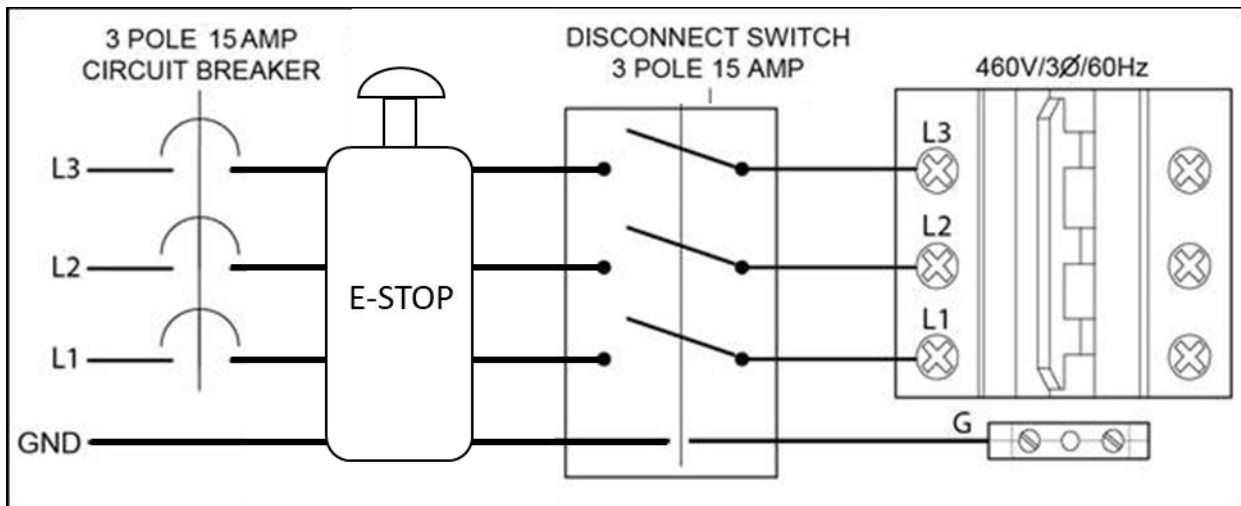 3 POLE 15 AMP
CIRCUIT BREAKER
DISCONNECT SWITCH
3 POLE 15 AMP
460V/3Ø/60Hz
L3
L3
L2
L2
E-STOP
L1
L1
GND
G